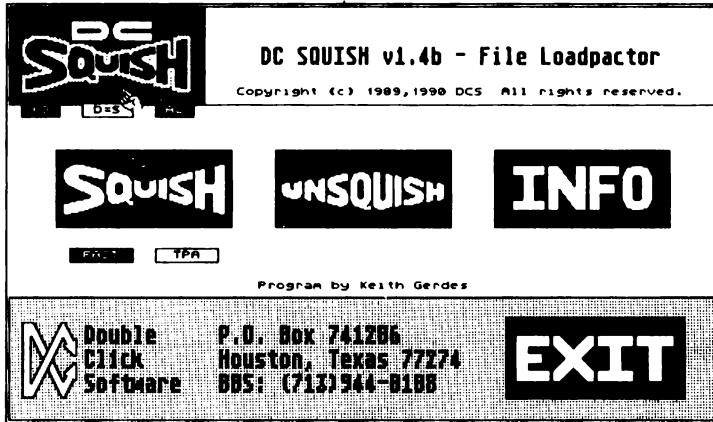 DC
SQUISH
DC SQUISH v1.4b - File Loadpactor
Copyright (c) 1989,1990 DCS All rights reserved.
D=S
SQUISH
UNSQUISH
INFO
FAST
TPA
Program by Keith Gerdes
Double Click Software
P.O. Box 741206
Houston, Texas 77274
BBS: (713)944-0108
EXIT